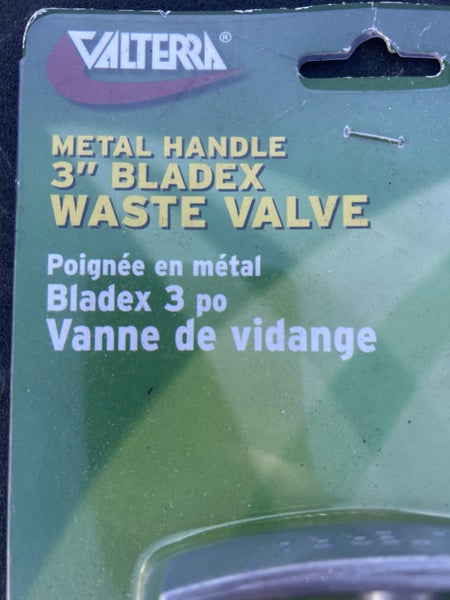 VALTERRA®
METAL HANDLE
3" BLADEX
WASTE VALVE
Poignée en métal
Bladex 3 po
Vanne de vidange